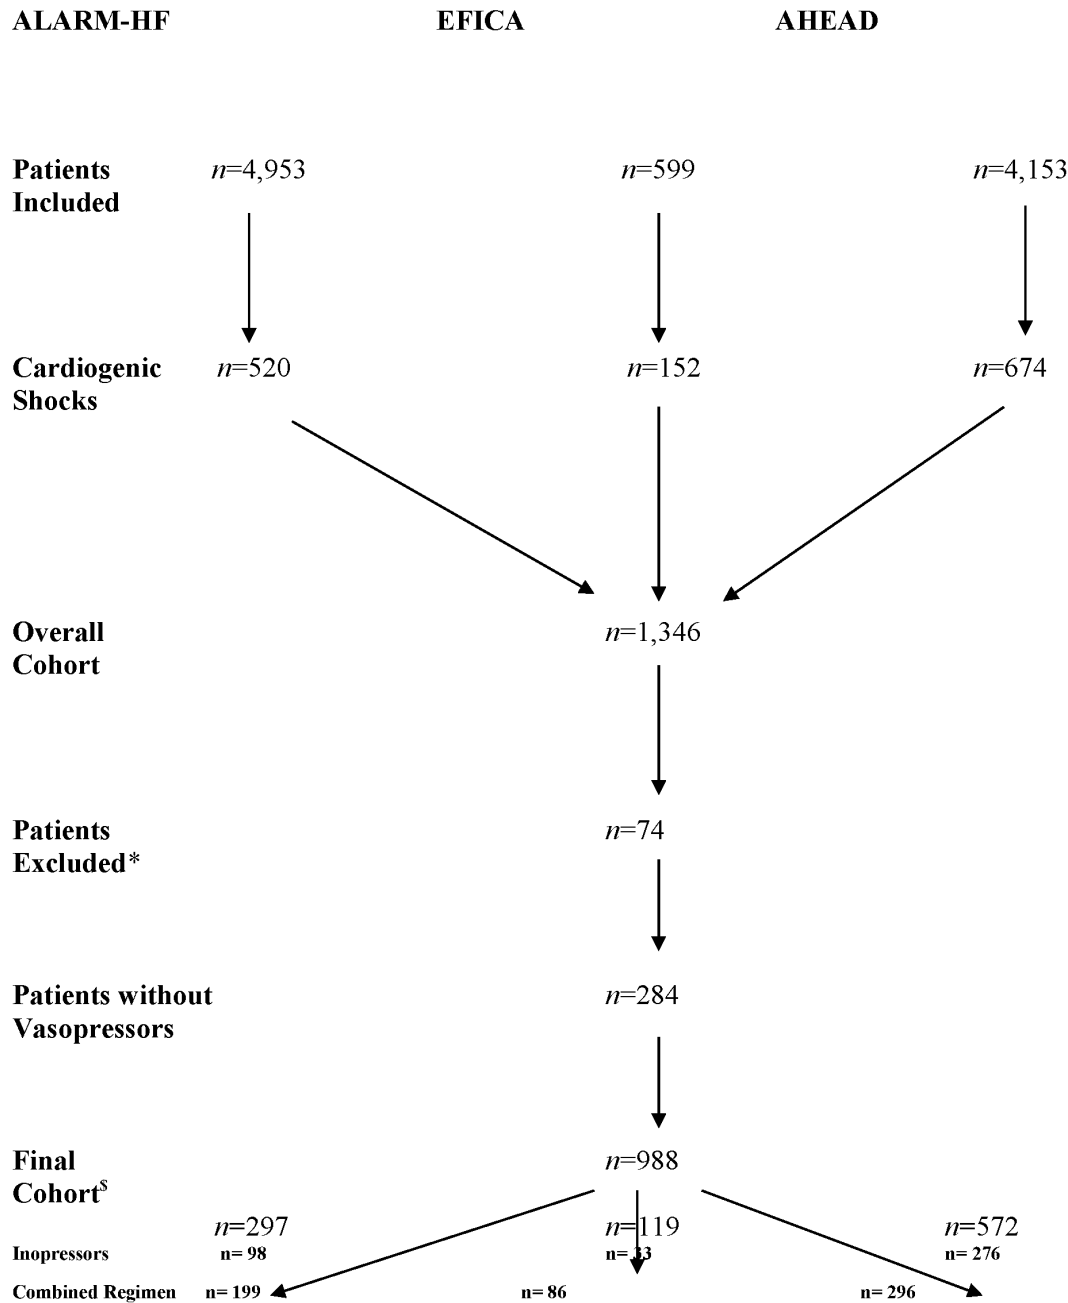 ALARM-HF EFICA AHEAD
Patients n=4,953 n=599 n=4,153
Included
Cardiogenic n=520 n=152 n=674
Shocks
Overall n=1,346
Cohort
Patients n=74
Excluded*
Patients without n=284
Vasopressors
Final n=988
Cohort$
n=297 n=119 n=572
Inopressors n= 98 n= 33 n= 276
Combined Regimen n= 199 n= 86 n= 296